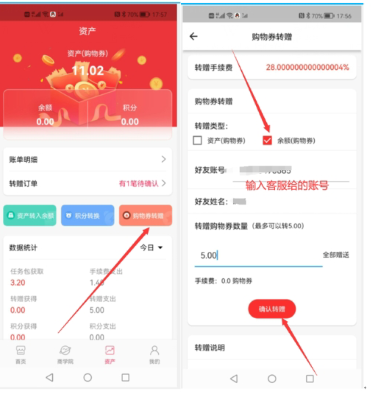 70% 17:57
资产
资产(购物券)
11.02
余额
积分
0.00
0.00
账单明细
转赠订单
有1笔待确认
资产转入余额
积分转换
购物券转赠
数据统计
今日
任务包获取
手续费支出
3.20
转赠获得
转赠支出
0.00
5.00
积分获得
积分支出
0.00
0.00
首页
商学院
资产
我的
70% 17:56
购物券转赠
转赠手续费
28.000000000000004%
购物券转赠
转赠类型:
资产(购物券)
余额(购物券)
好友账号:
输入客服给的账号
好友姓名:
转赠购物券数量 (最多可以转5.00)
5.00
全部赠送
手续费: 0.0 购物券
确认转赠
转赠说明